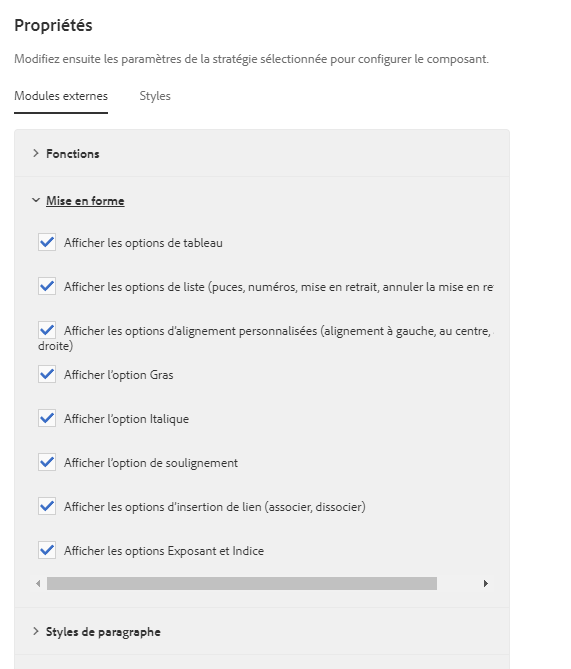 Propriétés
Modifiez ensuite les paramètres de la stratégie sélectionnée pour configurer le composant.
Modules externes Styles
Fonctions
Mise en forme
Afficher les options de tableau
Afficher les options de liste (puces, numéros, mise en retrait, annuler la mise en re
Afficher les options d'alignement personnalisées (alignement à gauche, au centre,
droite)
Afficher l'option Gras
Afficher l'option Italique
Afficher l'option de soulignement
Afficher les options d'insertion de lien (associer, dissocier)
Afficher les options Exposant et Indice
Styles de paragraphe